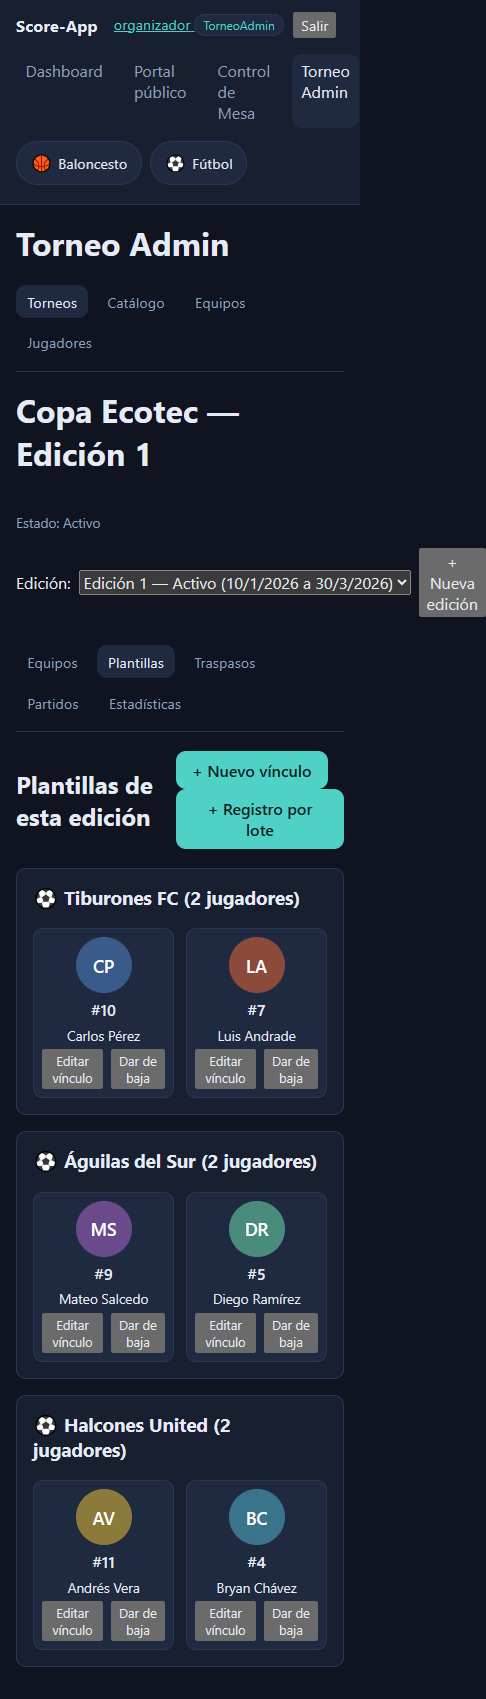 Score-App organizador TorneoAdmin Salir
Dashboard Portal público Control de Mesa Torneo Admin
Baloncesto Fútbol
Torneo Admin
Torneos Catálogo Equipos
Jugadores
Copa Ecotec —
Edición 1
Estado: Activo
Edición: Edición 1 — Activo (10/1/2026 a 30/3/2026) + Nueva edición
Equipos Plantillas Traspasos
Partidos Estadísticas
Plantillas de
esta edición
+ Nuevo vínculo
+ Registro por
lote
Tiburones FC (2 jugadores)
CP LA
#10 #7
Carlos Pérez Luis Andrade
Editar vínculo Dar de baja Editar vínculo Dar de baja
Águilas del Sur (2 jugadores)
MS DR
#9 #5
Mateo Salcedo Diego Ramírez
Editar vínculo Dar de baja Editar vínculo Dar de baja
Halcones United (2
jugadores)
AV BC
#11 #4
Andrés Vera Bryan Chávez
Editar vínculo Dar de baja Editar vínculo Dar de baja